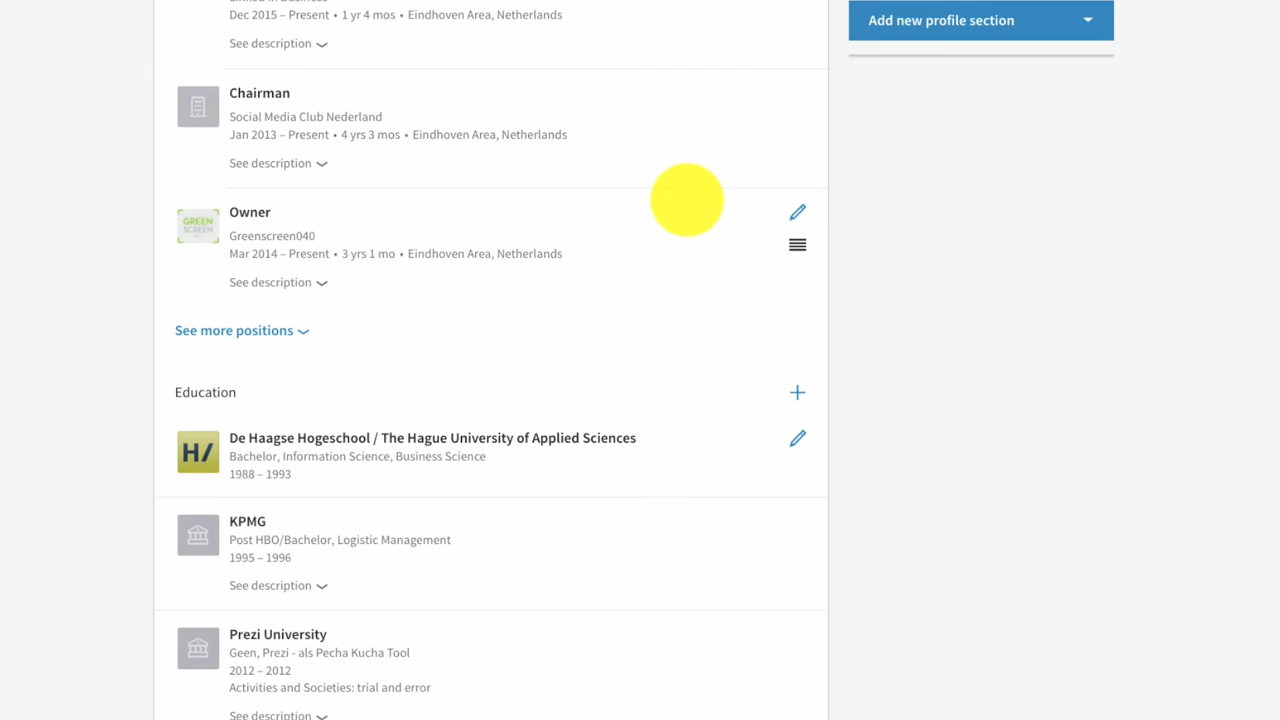 Dec 2015 – Present • 1 yr 4 mos • Eindhoven Area, Netherlands
See description
Add new profile section
Chairman
Social Media Club Nederland
Jan 2013 – Present • 4 yrs 3 mos • Eindhoven Area, Netherlands
See description
GREEN
SCREEN
Owner
Greenscreen040
Mar 2014 – Present • 3 yrs 1 mo • Eindhoven Area, Netherlands
See description
See more positions
Education
H/
De Haagse Hogeschool / The Hague University of Applied Sciences
Bachelor, Information Science, Business Science
1988 – 1993
KPMG
Post HBO/Bachelor, Logistic Management
1995 – 1996
See description
Prezi University
Geen, Prezi - als Pecha Kucha Tool
2012 – 2012
Activities and Societies: trial and error
See description